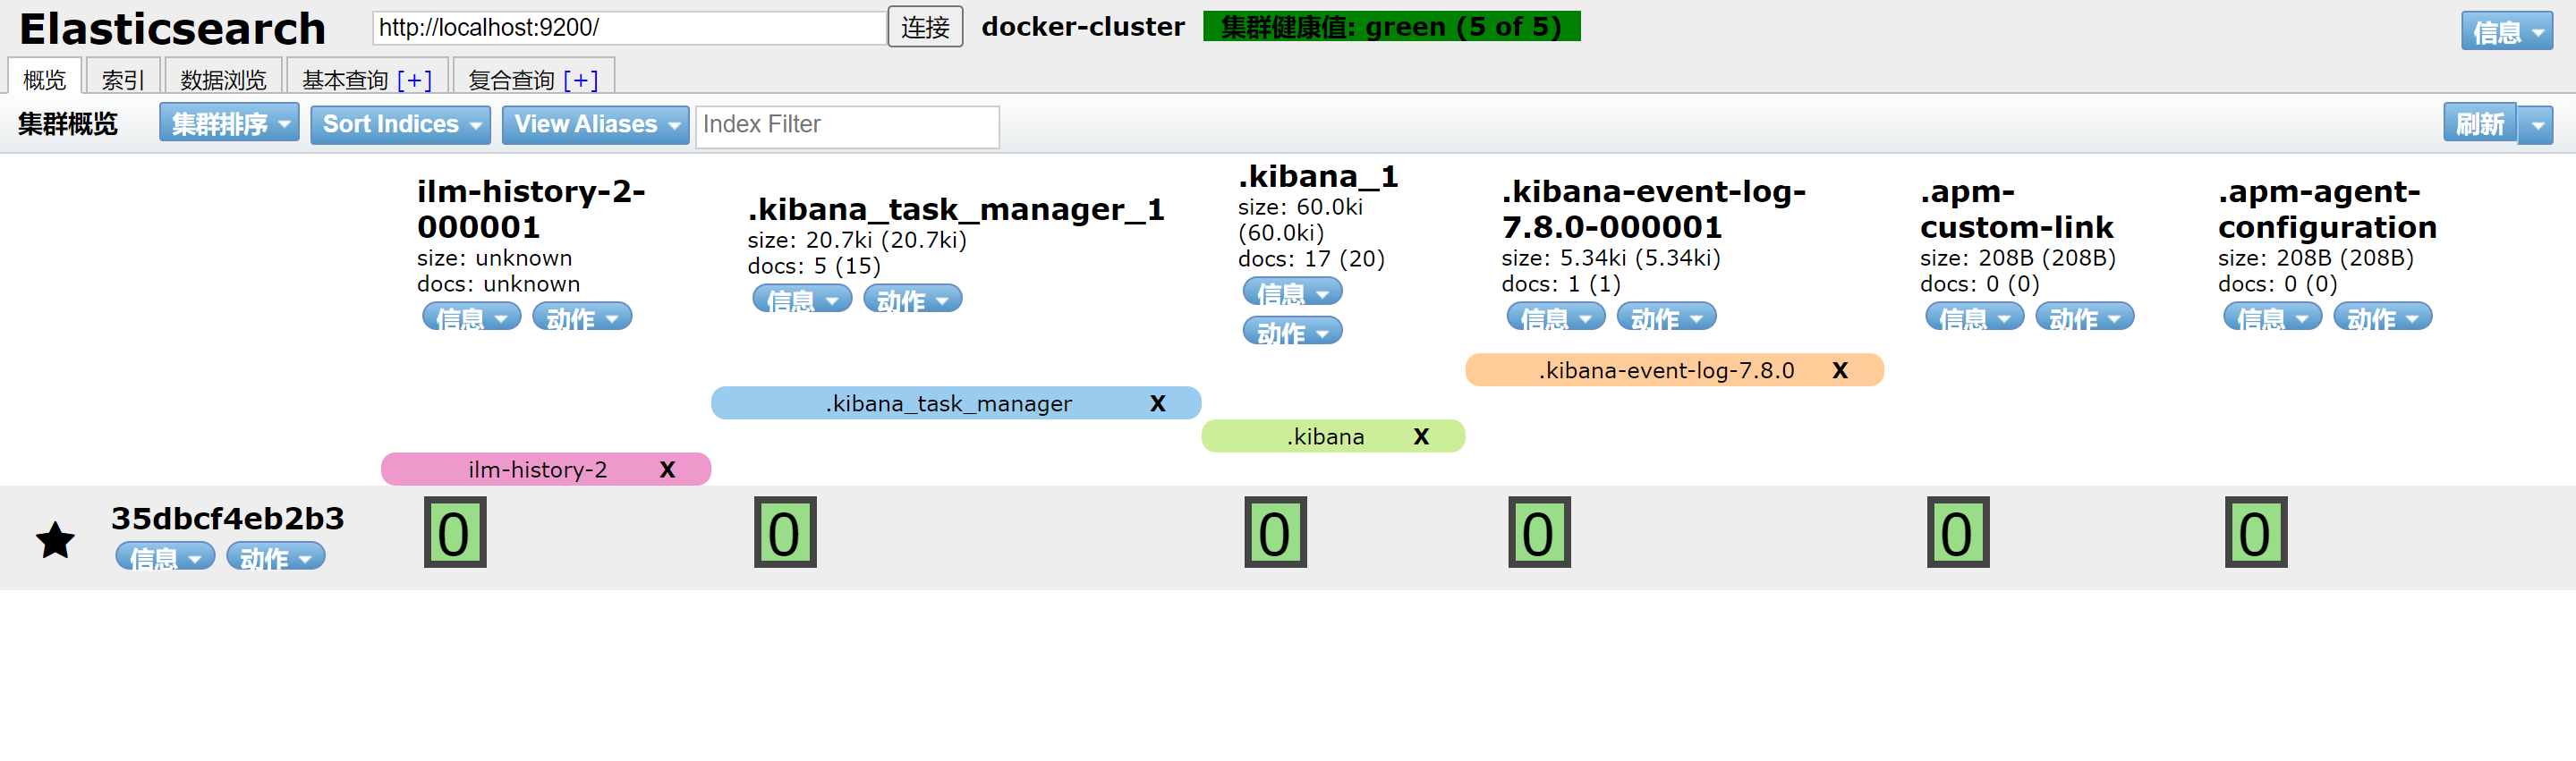 Elasticsearch http://localhost:9200/ 连接 docker-cluster 集群健康值: green (5 of 5) 信息
概览 索引 数据浏览 基本查询 [+] 复合查询 [+]
集群概览 集群排序 Sort Indices View Aliases Index Filter 刷新
ilm-history-2-
000001
size: unknown
docs: unknown
信息 动作
.kibana_task_manager_1
size: 20.7ki (20.7ki)
docs: 5 (15)
信息 动作
.kibana_1
size: 60.0ki
(60.0ki)
docs: 17 (20)
信息
动作
.kibana-event-log-
7.8.0-000001
size: 5.34ki (5.34ki)
docs: 1 (1)
信息 动作
.apm-
custom-link
size: 208B (208B)
docs: 0 (0)
信息 动作
.apm-agent-
configuration
size: 208B (208B)
docs: 0 (0)
信息 动作
.kibana-event-log-7.8.0 X
.kibana_task_manager X
.kibana X
ilm-history-2 X
35dbcf4eb2b3
信息 动作
0 0 0 0 0 0